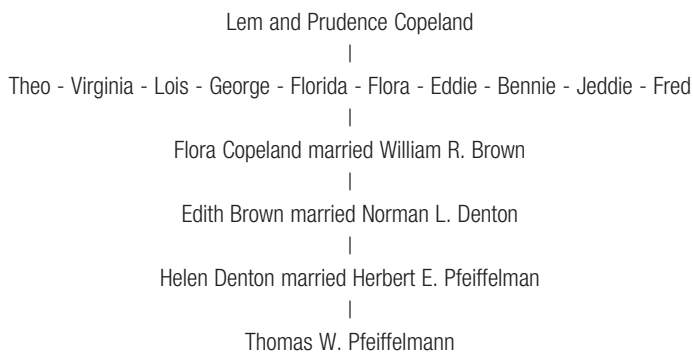 Lem and Prudence Copeland
|
Theo - Virginia - Lois - George - Florida - Flora - Eddie - Bennie - Jeddie - Fred
|
Flora Copeland married William R. Brown
|
Edith Brown married Norman L. Denton
|
Helen Denton married Herbert E. Pfeiffelman
|
Thomas W. Pfeiffelmann